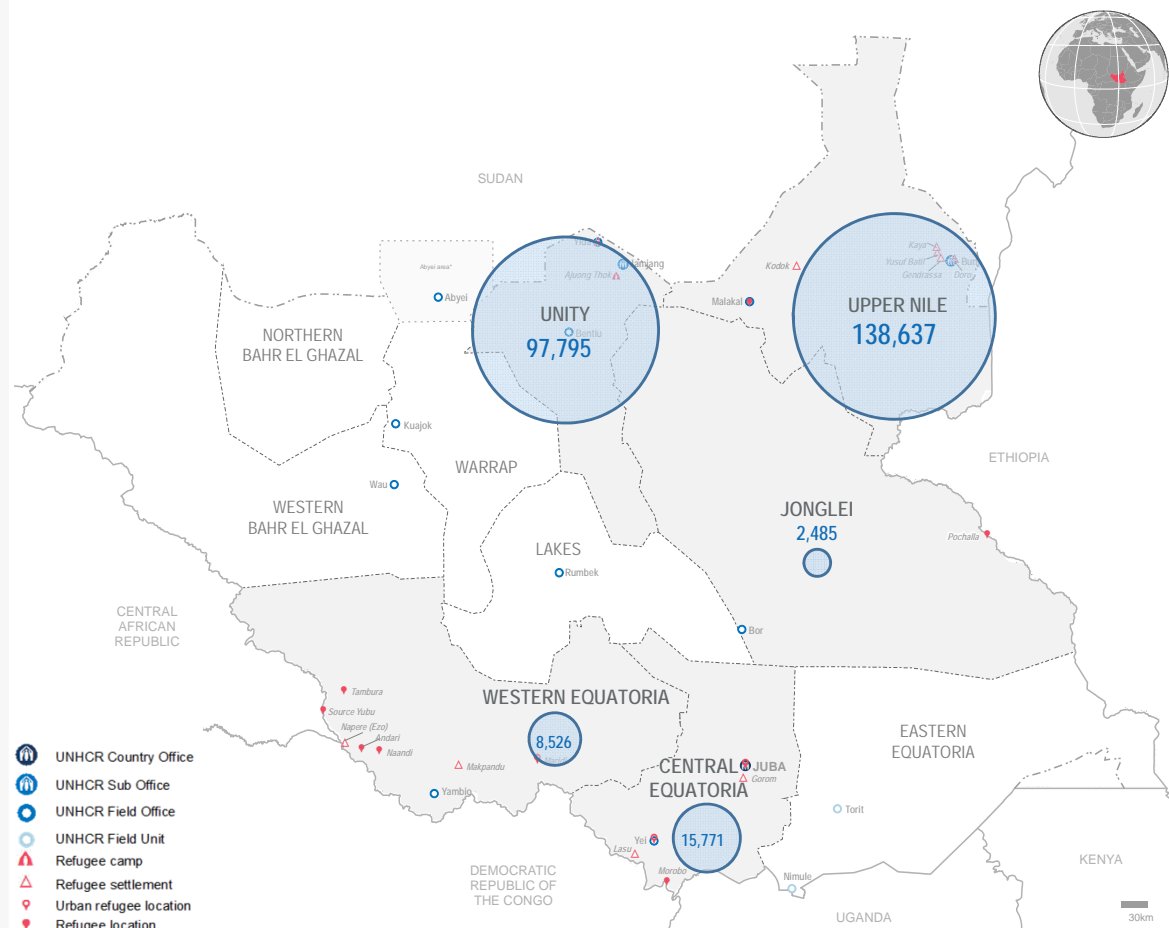 SUDAN
Kaya
Yusuf Batil
Bunj
Gendrassa
Doro
Jamjang
Ajuong Thok
Kodok
Abyei area*
Abyei
Malakal
UNITY
97,795
Bentiu
UPPER NILE
138,637
NORTHERN
BAHR EL GHAZAL
Kuajok
WARRAP
ETHIOPIA
Wau
WESTERN
BAHR EL GHAZAL
JONGLEI
2,485
Pochalla
LAKES
Rumbek
CENTRAL
AFRICAN
REPUBLIC
Bor
WESTERN EQUATORIA
8,526
Tambura
Source Yubu
Napere (Ezo)
Andari
Naandi
Makpandu
Yambio
EASTERN
EQUATORIA
CENTRAL
EQUATORIA
JUBA
Gorom
15,771
Yei
Lasu
Morobo
Torit
Nimule
DEMOCRATIC
REPUBLIC OF
THE CONGO
KENYA
UGANDA
30km
UNHCR Country Office
UNHCR Sub Office
UNHCR Field Office
UNHCR Field Unit
Refugee camp
Refugee settlement
Urban refugee location
Refugee location